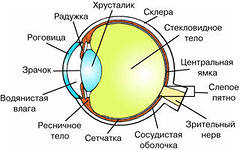 Хрусталик
Склера
Радужка
Стекловидное
тело
Роговица
Зрачок
Центральная
ямка
Слепое
пятно
Водянистая
влага
Ресничное
тело
Зрительный
нерв
Сетчатка
Сосудистая
оболочка